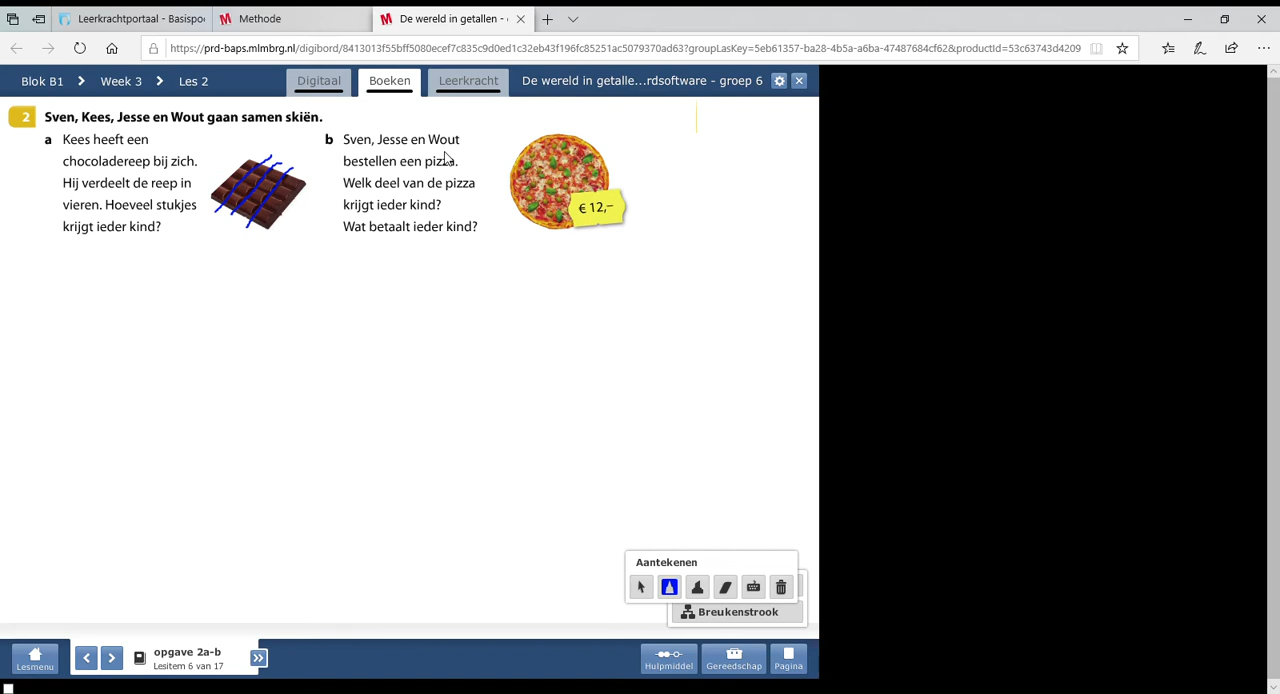 Leerkrachtportaal - Basispo
Methode
De wereld in getallen -
https://prd-baps.mlmbrg.nl/digibord/8413013f55bff5080ecef7c835c9d0ed1c32eb43f196fc85251ac5079370ad63?groupLasKey=5eb61357-ba28-4b5a-a6ba-47487684cf62&productId=53c63743d4209
Blok B1 Week 3 Les 2
Digitaal Boeken Leerkracht
De wereld in getalle...rdsoftware - groep 6
2 Sven, Kees, Jesse en Wout gaan samen skiën.
a Kees heeft een
chocoladereep bij zich.
Hij verdeelt de reep in
vieren. Hoeveel stukjes
krijgt ieder kind?
b Sven, Jesse en Wout
bestellen een pizza.
Welk deel van de pizza
krijgt ieder kind?
Wat betaalt ieder kind?
€ 12,–
Aantekenen
Breukenstrook
Lesmenu
opgave 2a-b
Lesitem 6 van 17
Hulpmiddel
Gereedschap
Pagina